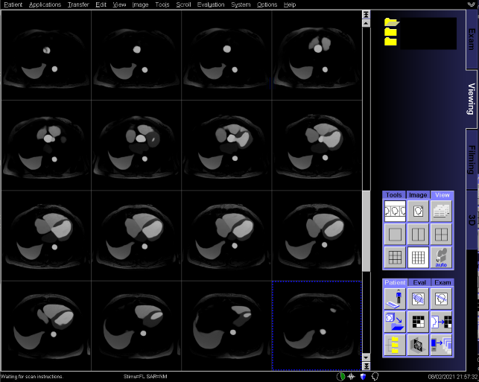 Patient Applications Transfer Edit View Image Tools Scroll Evaluation System Options Help
Exam
Viewing
Filming
3D
Tools Image View
auto
Patient Eval Exam
Waiting for scan instructions
08/02/2021 21:57:32